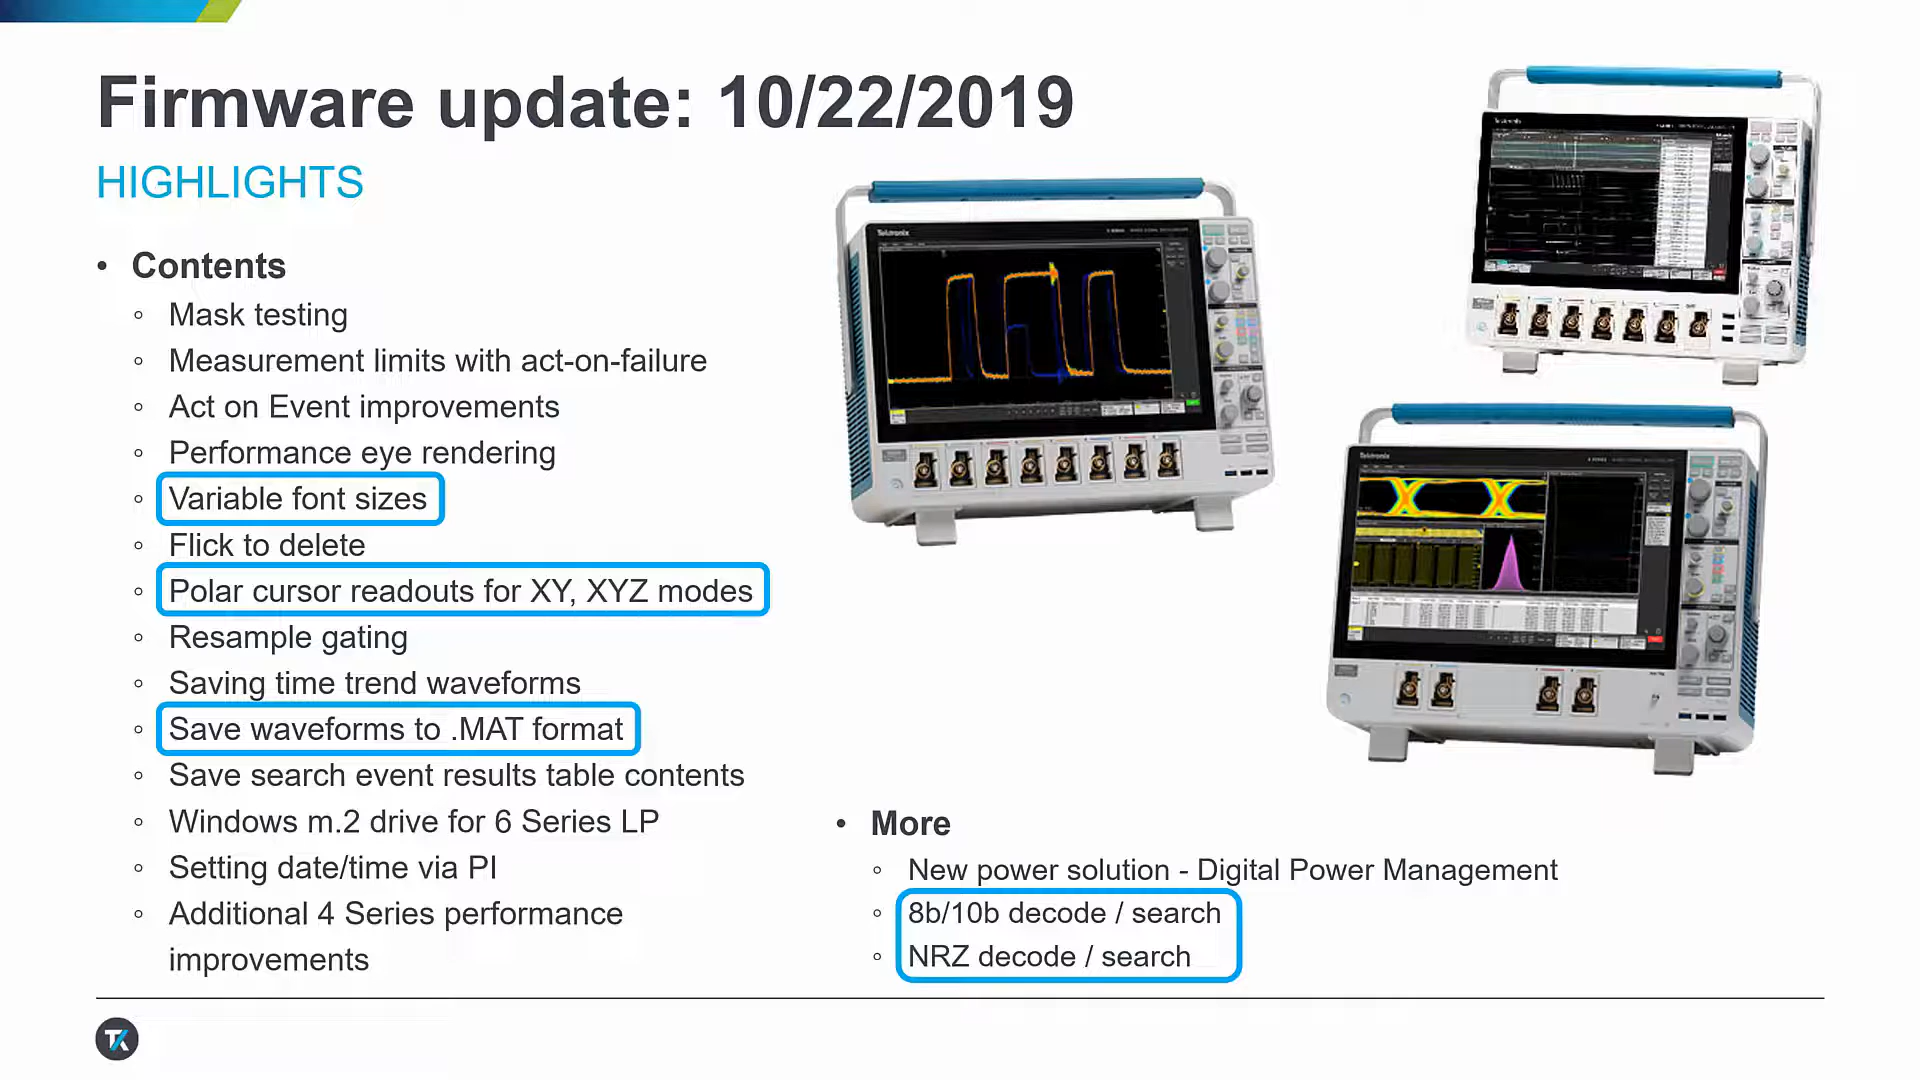 Firmware update: 10/22/2019
HIGHLIGHTS
• Contents
◦ Mask testing
◦ Measurement limits with act-on-failure
◦ Act on Event improvements
◦ Performance eye rendering
◦ Variable font sizes
◦ Flick to delete
◦ Polar cursor readouts for XY, XYZ modes
◦ Resample gating
◦ Saving time trend waveforms
◦ Save waveforms to .MAT format
◦ Save search event results table contents
◦ Windows m.2 drive for 6 Series LP
◦ Setting date/time via PI
◦ Additional 4 Series performance
improvements
Tektronix
Tektronix
Tektronix
• More
◦ New power solution - Digital Power Management
◦ 8b/10b decode / search
◦ NRZ decode / search